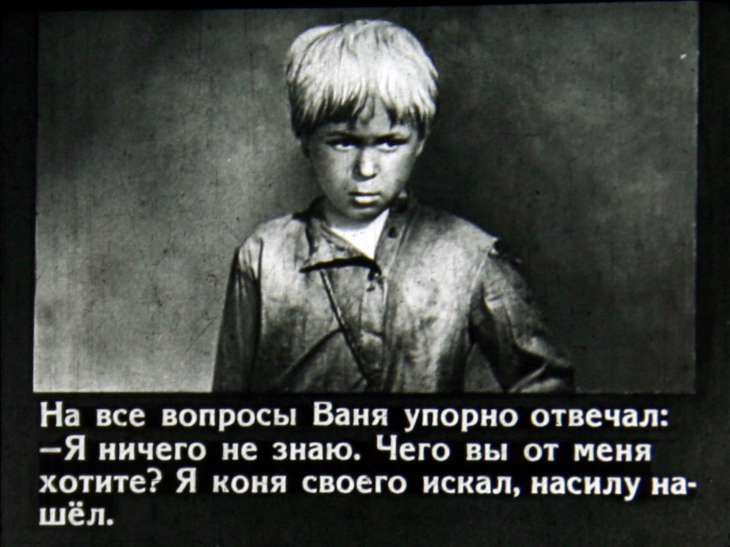 На все вопросы Ваня упорно отвечал:
—Я ничего не знаю. Чего вы от меня
хотите? Я коня своего искал, насилу на-
шёл.